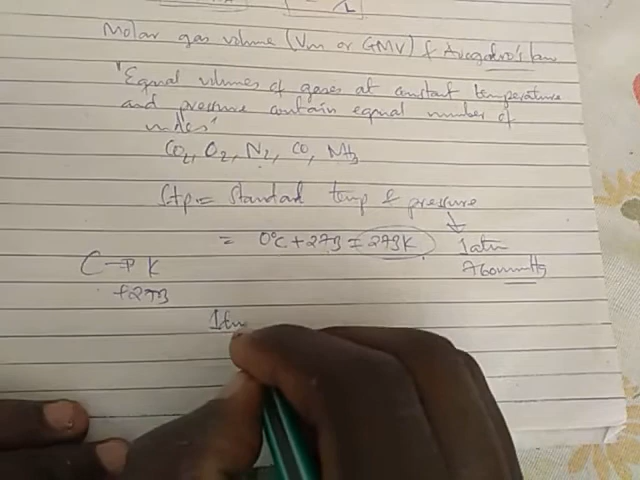 Molar gas volume (Vm or GMV) & Avogadro's law
"Equal volumes of gases at constant temperature
and pressure contain equal number of
moles"
CO2, O2, N2, CO, NH3
Stp = Standard temp & pressure
= 0°C + 273 = 273K 1atm
C → K 760mmHg
+273
1atm